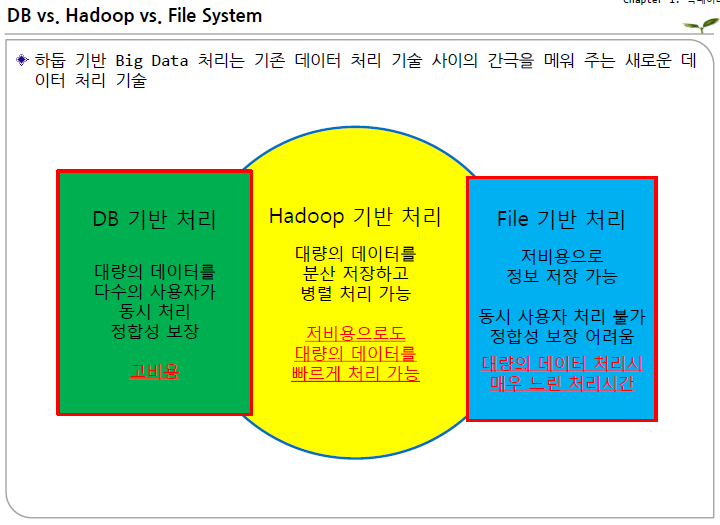 DB vs. Hadoop vs. File System
하둡 기반 Big Data 처리는 기존 데이터 처리 기술 사이의 간극을 메워 주는 새로운 데
이터 처리 기술
DB 기반 처리
대량의 데이터를
다수의 사용자가
동시 처리
정합성 보장
고비용
Hadoop 기반 처리
대량의 데이터를
분산 저장하고
병렬 처리 가능
저비용으로도
대량의 데이터를
빠르게 처리 가능
File 기반 처리
저비용으로
정보 저장 가능
동시 사용자 처리 불가
정합성 보장 어려움
대량의 데이터 처리시
매우 느린 처리시간